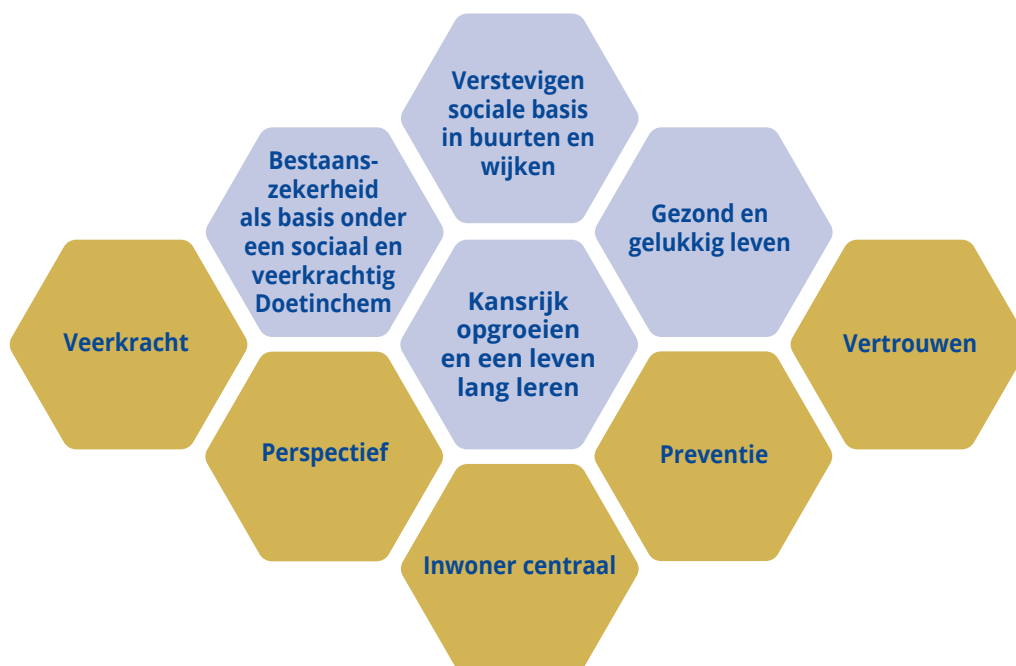 Verstevigen
sociale basis
in buurten en
wijken
Bestaans-
zekerheid
als basis onder
een sociaal en
veerkrachtig
Doetinchem
Gezond en
gelukkig leven
Kansrijk
opgroeien
en een leven
lang leren
Veerkracht
Vertrouwen
Perspectief
Preventie
Inwoner centraal